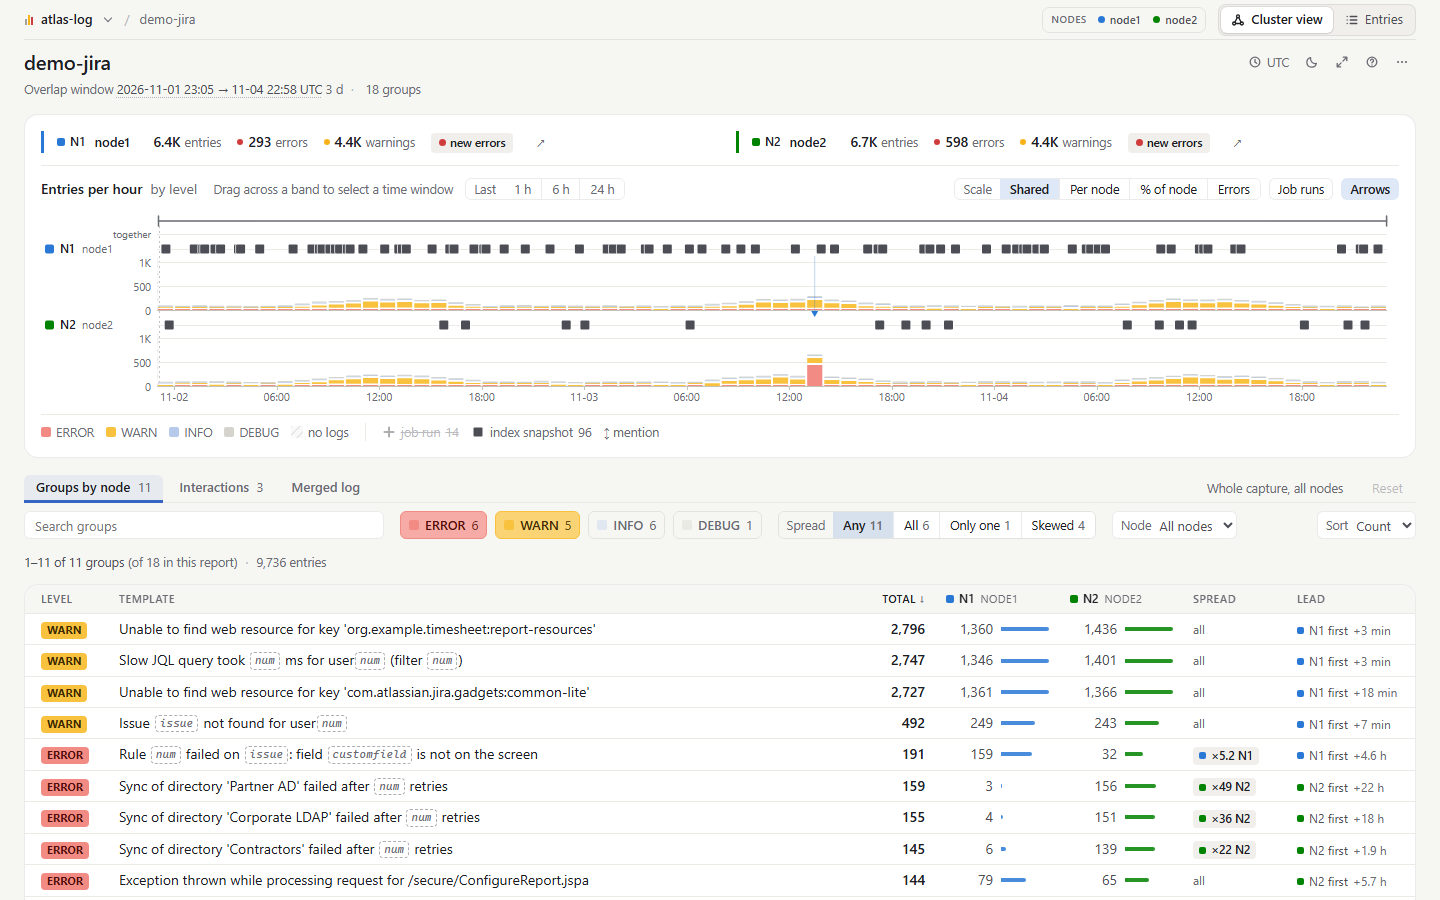 atlas-log / demo-jira
NODES node1 node2
Cluster view Entries
demo-jira
UTC
Overlap window 2026-11-01 23:05 → 11-04 22:58 UTC 3 d · 18 groups
N1 node1 6.4K entries 293 errors 4.4K warnings new errors ↗
N2 node2 6.7K entries 598 errors 4.4K warnings new errors ↗
Entries per hour by level Drag across a band to select a time window Last 1 h 6 h 24 h
Scale Shared Per node % of node Errors Job runs Arrows
together
N1 node1
1K
500
0
N2 node2
1K
500
0
11-02 06:00 12:00 18:00 11-03 06:00 12:00 18:00 11-04 06:00 12:00 18:00
ERROR WARN INFO DEBUG no logs job run 14 index snapshot 96 mention
Groups by node 11 Interactions 3 Merged log
Whole capture, all nodes Reset
Search groups
ERROR 6 WARN 5 INFO 6 DEBUG 1
Spread Any 11 All 6 Only one 1 Skewed 4
Node All nodes
Sort Count
1–11 of 11 groups (of 18 in this report) · 9,736 entries
LEVEL TEMPLATE TOTAL ↓ N1 NODE1 N2 NODE2 SPREAD LEAD
WARN Unable to find web resource for key 'org.example.timesheet:report-resources' 2,796 1,360 1,436 all N1 first +3 min
WARN Slow JQL query took num ms for user num (filter num) 2,747 1,346 1,401 all N1 first +3 min
WARN Unable to find web resource for key 'com.atlassian.jira.gadgets:common-lite' 2,727 1,361 1,366 all N1 first +18 min
WARN Issue issue not found for user num 492 249 243 all N1 first +7 min
ERROR Rule num failed on issue: field customfield is not on the screen 191 159 32 ×5.2 N1 N1 first +4.6 h
ERROR Sync of directory 'Partner AD' failed after num retries 159 3 156 ×49 N2 N2 first +22 h
ERROR Sync of directory 'Corporate LDAP' failed after num retries 155 4 151 ×36 N2 N2 first +18 h
ERROR Sync of directory 'Contractors' failed after num retries 145 6 139 ×22 N2 N2 first +1.9 h
ERROR Exception thrown while processing request for /secure/ConfigureReport.jspa 144 79 65 all N2 first +5.7 h